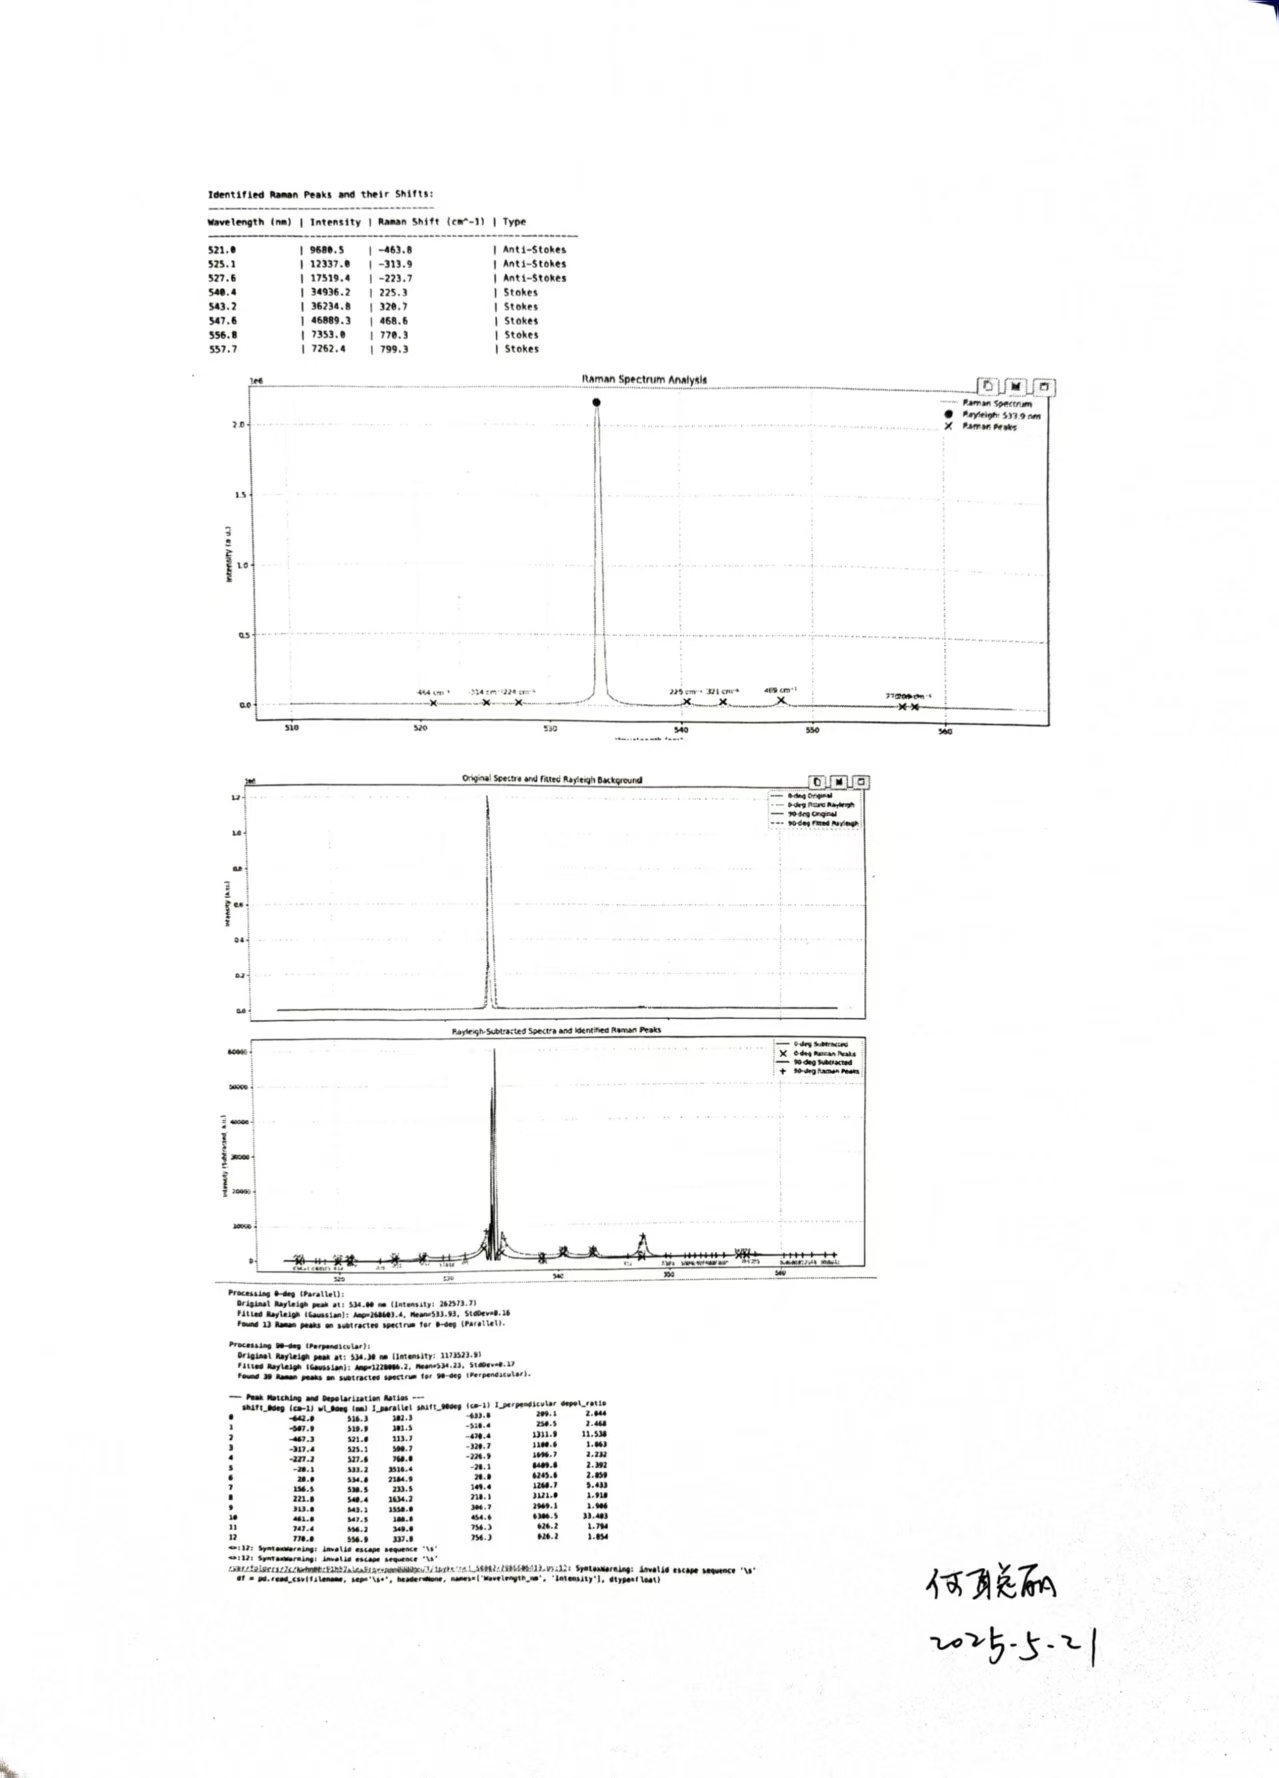 Identified Raman Peaks and their Shifts:
Wavelength (nm) | Intensity | Raman Shift (cm^-1) | Type
521.0 | 9680.5 | -463.8 | Anti-Stokes
525.1 | 12337.0 | -313.9 | Anti-Stokes
527.6 | 17519.4 | -223.7 | Anti-Stokes
540.4 | 34936.2 | 225.3 | Stokes
543.2 | 36234.8 | 320.7 | Stokes
547.6 | 46889.3 | 468.6 | Stokes
556.8 | 7353.0 | 770.3 | Stokes
557.7 | 7262.4 | 799.3 | Stokes
Raman Spectrum Analysis
1e6
Raman Spectrum
Rayleigh: 533.9 nm
Raman Peaks
2.0
1.5
1.0
0.5
0.0
Intensity (a.u.)
-464 cm⁻¹ -314 cm⁻¹ -224 cm⁻¹ 225 cm⁻¹ 321 cm⁻¹ 469 cm⁻¹
510 520 530 540 550 560
Original Spectra and Fitted Rayleigh Background
1e6
0-deg Original
0-deg Fitted Rayleigh
90-deg Original
90-deg Fitted Rayleigh
1.2
1.0
0.8
0.6
0.4
0.2
0.0
Intensity (a.u.)
Rayleigh-Subtracted Spectra and Identified Raman Peaks
0-deg Subtracted
0-deg Raman Peaks
90-deg Subtracted
90-deg Raman Peaks
60000
50000
40000
30000
20000
10000
0
Intensity (Subtracted, a.u.)
520 530 540 550 560
Processing 0-deg (Parallel):
Original Rayleigh peak at: 534.00 nm (Intensity: 262573.7)
Fitted Rayleigh (Gaussian): Amp=268603.4, Mean=533.93, StdDev=0.16
Found 13 Raman peaks on subtracted spectrum for 0-deg (Parallel).
Processing 90-deg (Perpendicular):
Original Rayleigh peak at: 534.30 nm (Intensity: 1173523.9)
Fitted Rayleigh (Gaussian): Amp=1228086.2, Mean=534.23, StdDev=0.17
Found 39 Raman peaks on subtracted spectrum for 90-deg (Perpendicular).
--- Peak Matching and Depolarization Ratios ---
shift_0deg (cm-1) wl_0deg (nm) I_parallel shift_90deg (cm-1) I_perpendicular depol_ratio
0 -642.0 516.3 102.3 -633.8 209.1 2.044
1 -507.9 519.9 101.5 -518.4 250.5 2.468
2 -467.3 521.0 113.7 -470.4 1311.9 11.538
3 -317.4 525.1 590.7 -320.7 1100.6 1.863
4 -227.2 527.6 760.0 -226.9 1696.7 2.232
5 -28.1 533.2 3516.4 -28.1 8409.8 2.392
6 28.0 534.8 2184.9 28.0 6245.6 2.859
7 156.5 538.5 233.5 149.4 1268.7 5.433
8 221.8 540.4 1634.2 218.1 3121.0 1.910
9 313.8 543.1 1558.0 306.7 2969.1 1.906
10 461.8 547.5 188.8 454.6 6306.5 33.403
11 747.4 556.2 349.0 756.3 626.2 1.794
12 770.0 556.9 337.8 756.3 626.2 1.854
<>:12: SyntaxWarning: invalid escape sequence '\s'
<>:12: SyntaxWarning: invalid escape sequence '\s'
SyntaxWarning: invalid escape sequence '\s'
df = pd.read_csv(filename, sep='\s+', header=None, names=['Wavelength_nm', 'Intensity'], dtype=float)
何聪丽
2025-5-21